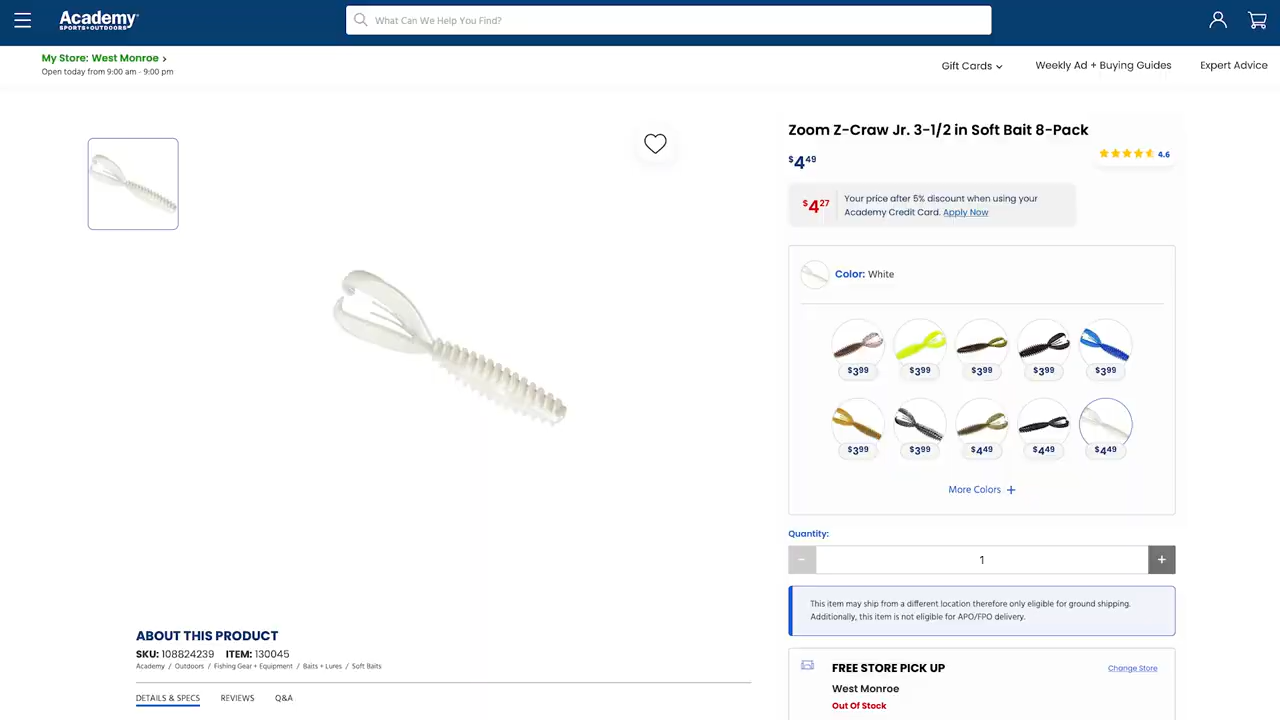 Academy
SPORTS+OUTDOORS
What Can We Help You Find?
My Store: West Monroe >
Open today from 9:00 am - 9:00 pm
Gift Cards
Weekly Ad + Buying Guides
Expert Advice
Zoom Z-Craw Jr. 3-1/2 in Soft Bait 8-Pack
$4.49
4.6
$4.27
Your price after 5% discount when using your
Academy Credit Card. Apply Now
Color: White
$3.99 $3.99 $3.99 $3.99 $3.99
$3.99 $3.99 $4.49 $4.49 $4.49
More Colors +
Quantity:
- 1 +
This item may ship from a different location therefore only eligible for ground shipping.
Additionally, this item is not eligible for APO/FPO delivery.
FREE STORE PICK UP
Change Store
West Monroe
Out Of Stock
ABOUT THIS PRODUCT
SKU: 108824239 ITEM: 130045
Academy / Outdoors / Fishing Gear + Equipment / Baits + Lures / Soft Baits
DETAILS & SPECS REVIEWS Q&A